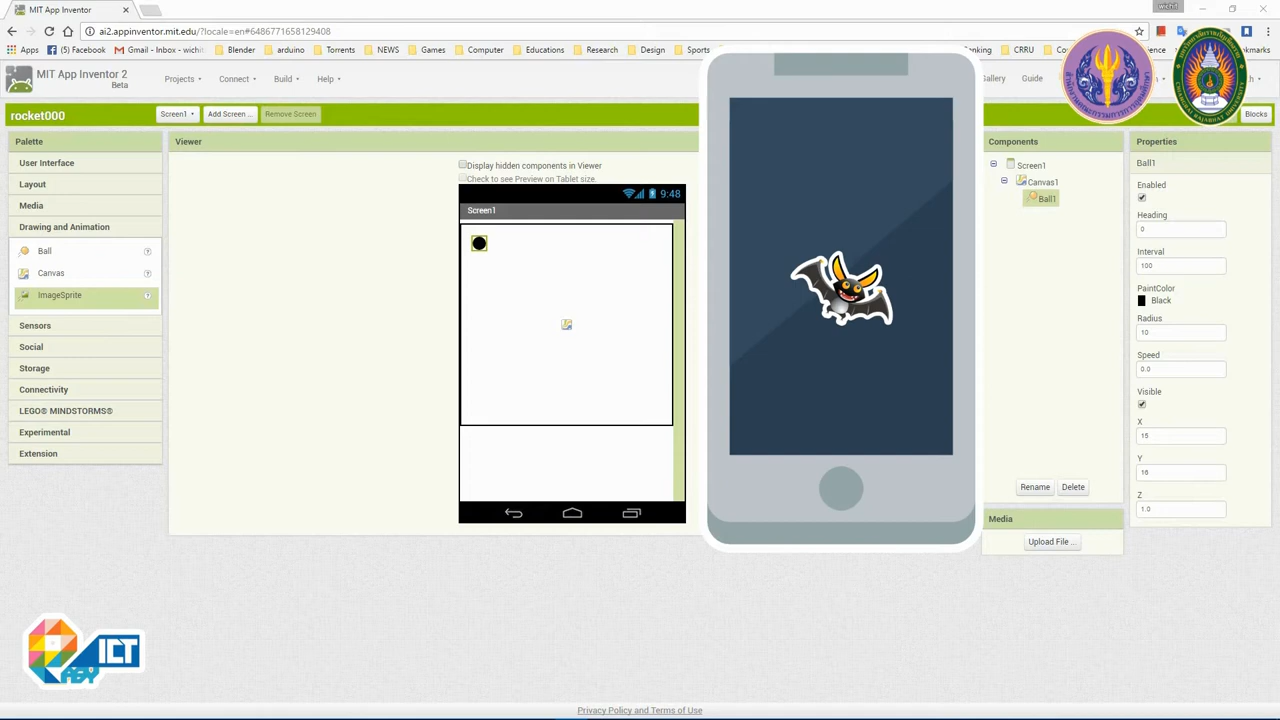 MIT App Inventor 2
wichit
ai2.appinventor.mit.edu/?locale=en#6486771658129408
Apps
(5) Facebook
Gmail - Inbox - wichit
Blender
arduino
Torrents
NEWS
Games
Computer
Educations
Research
Design
Sports
CRRU
MIT App Inventor 2
Beta
Projects
Connect
Build
Help
Gallery
Guide
rocket000
Screen1
Add Screen ...
Remove Screen
Blocks
Palette
User Interface
Layout
Media
Drawing and Animation
Ball
Canvas
ImageSprite
Sensors
Social
Storage
Connectivity
LEGO® MINDSTORMS®
Experimental
Extension
Viewer
Display hidden components in Viewer
Check to see Preview on Tablet size.
9:48
Screen1
Components
Screen1
Canvas1
Ball1
Rename
Delete
Media
Upload File ...
Properties
Ball1
Enabled
Heading
0
Interval
100
PaintColor
Black
Radius
10
Speed
0.0
Visible
X
15
Y
16
Z
1.0
ICT
Privacy Policy and Terms of Use